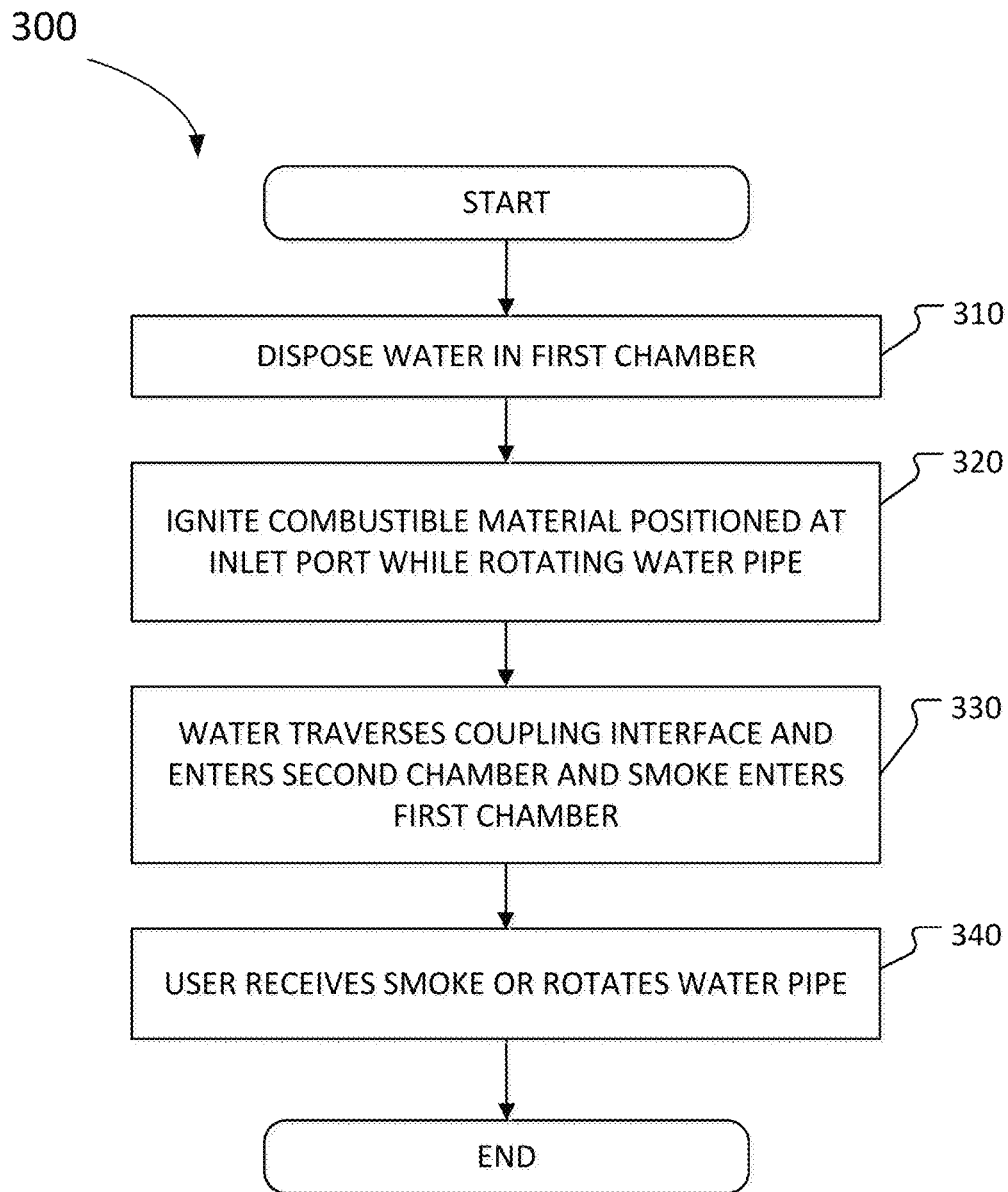 300
START
310
DISPOSE WATER IN FIRST CHAMBER
320
IGNITE COMBUSTIBLE MATERIAL POSITIONED AT
INLET PORT WHILE ROTATING WATER PIPE
330
WATER TRAVERSES COUPLING INTERFACE AND
ENTERS SECOND CHAMBER AND SMOKE ENTERS
FIRST CHAMBER
340
USER RECEIVES SMOKE OR ROTATES WATER PIPE
END